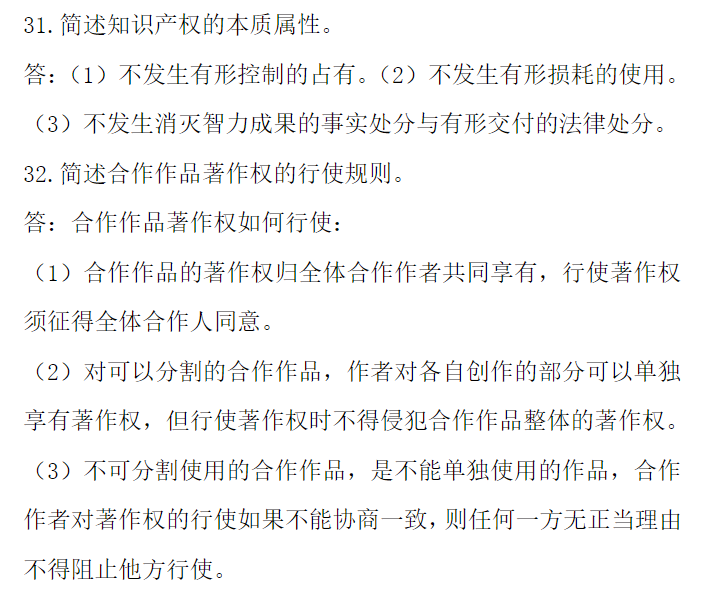 31.简述知识产权的本质属性。
答：（1）不发生有形控制的占有。（2）不发生有形损耗的使用。
（3）不发生消灭智力成果的事实处分与有形交付的法律处分。
32.简述合作作品著作权的行使规则。
答：合作作品著作权如何行使：
（1）合作作品的著作权归全体合作作者共同享有，行使著作权
须征得全体合作人同意。
（2）对可以分割的合作作品，作者对各自创作的部分可以单独
享有著作权，但行使著作权时不得侵犯合作作品整体的著作权。
（3）不可分割使用的合作作品，是不能单独使用的作品，合作
作者对著作权的行使如果不能协商一致，则任何一方无正当理由
不得阻止他方行使。